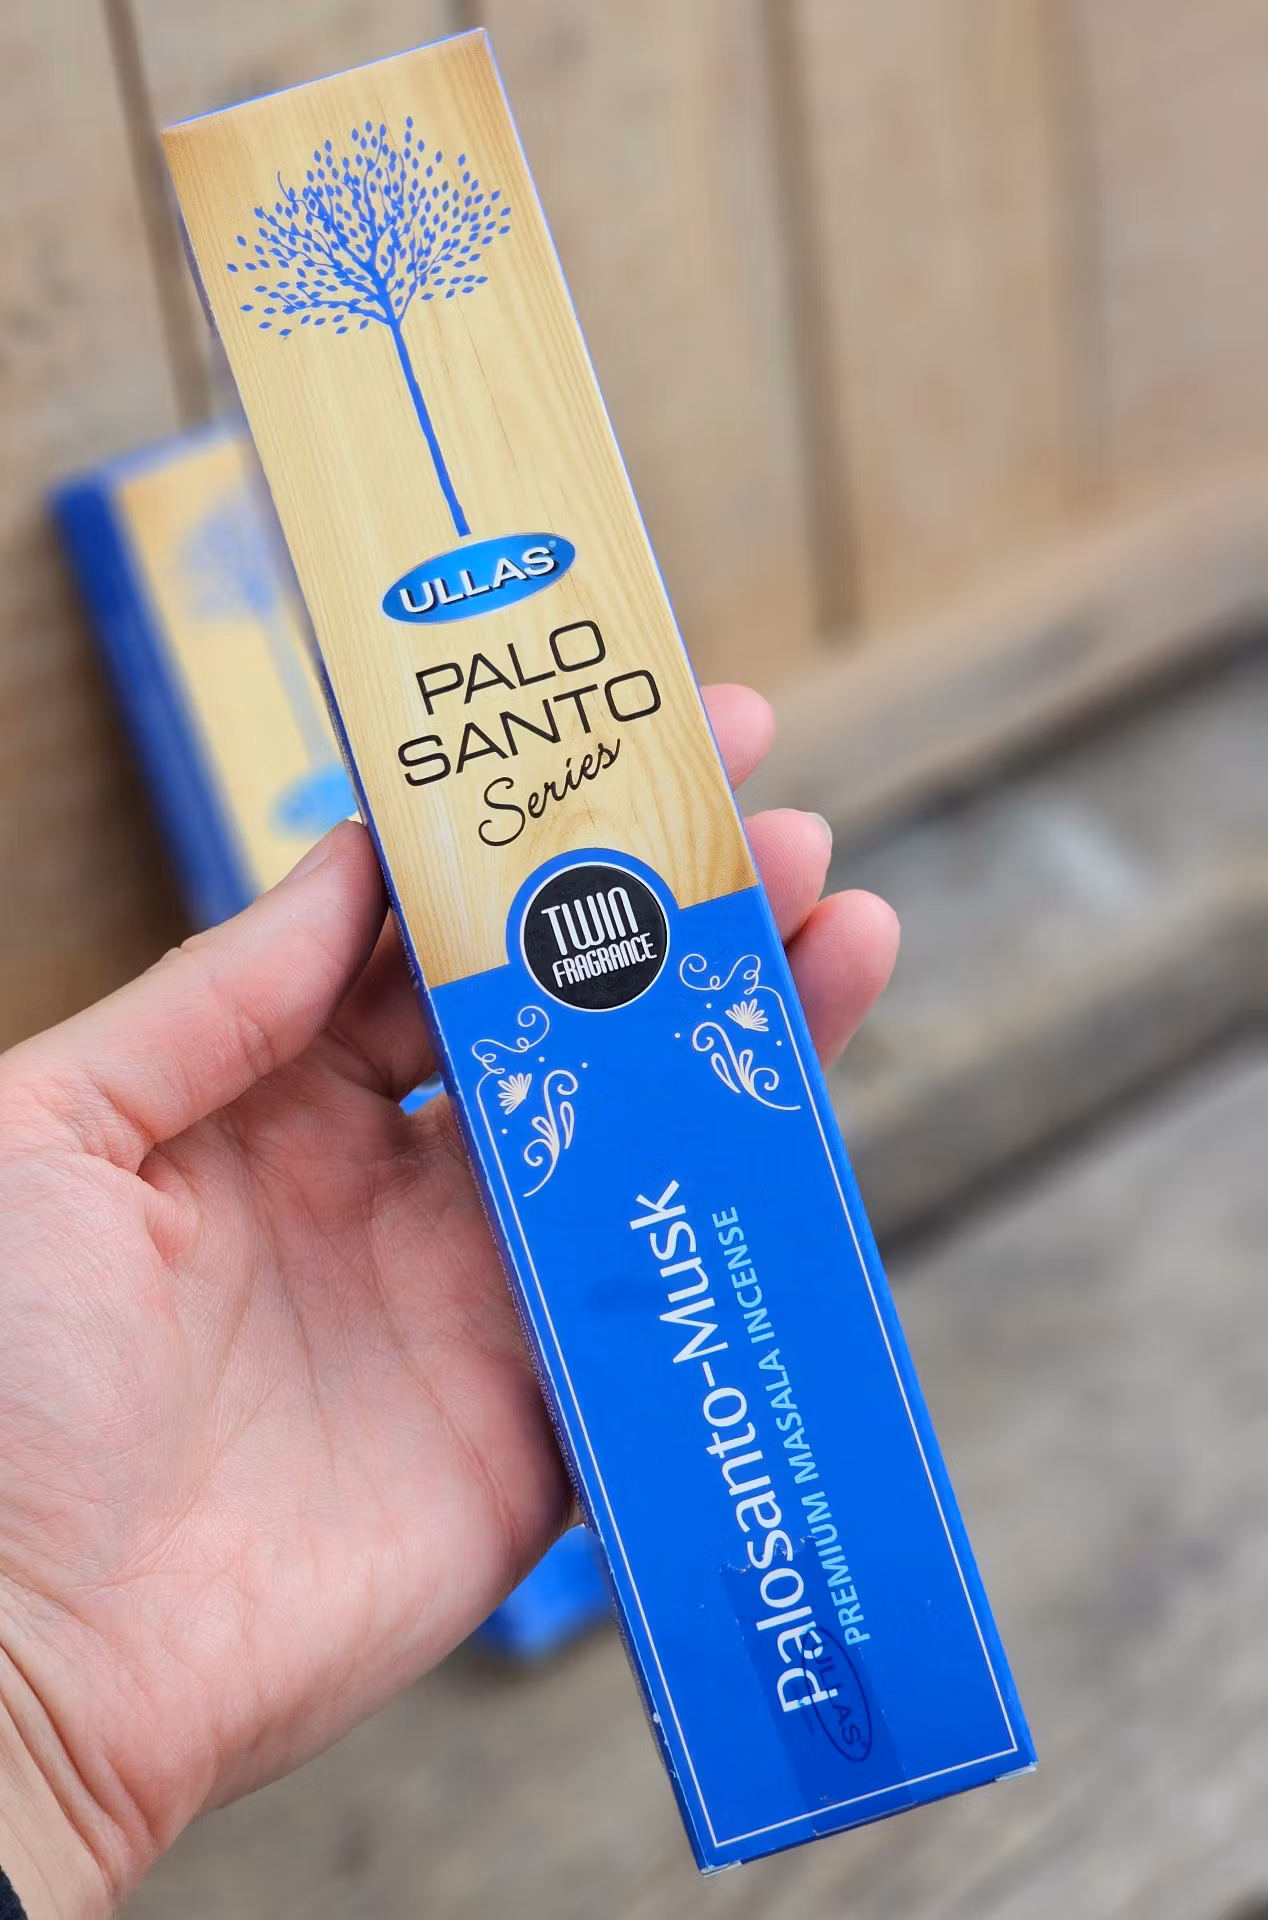 ULLAS®
PALO
SANTO
Series
TWIN
FRAGRANCE
Palosanto-Musk
PREMIUM MASALA INCENSE
ULLAS